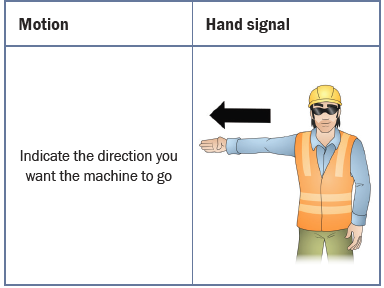 Motion
Hand signal
Indicate the direction you
want the machine to go